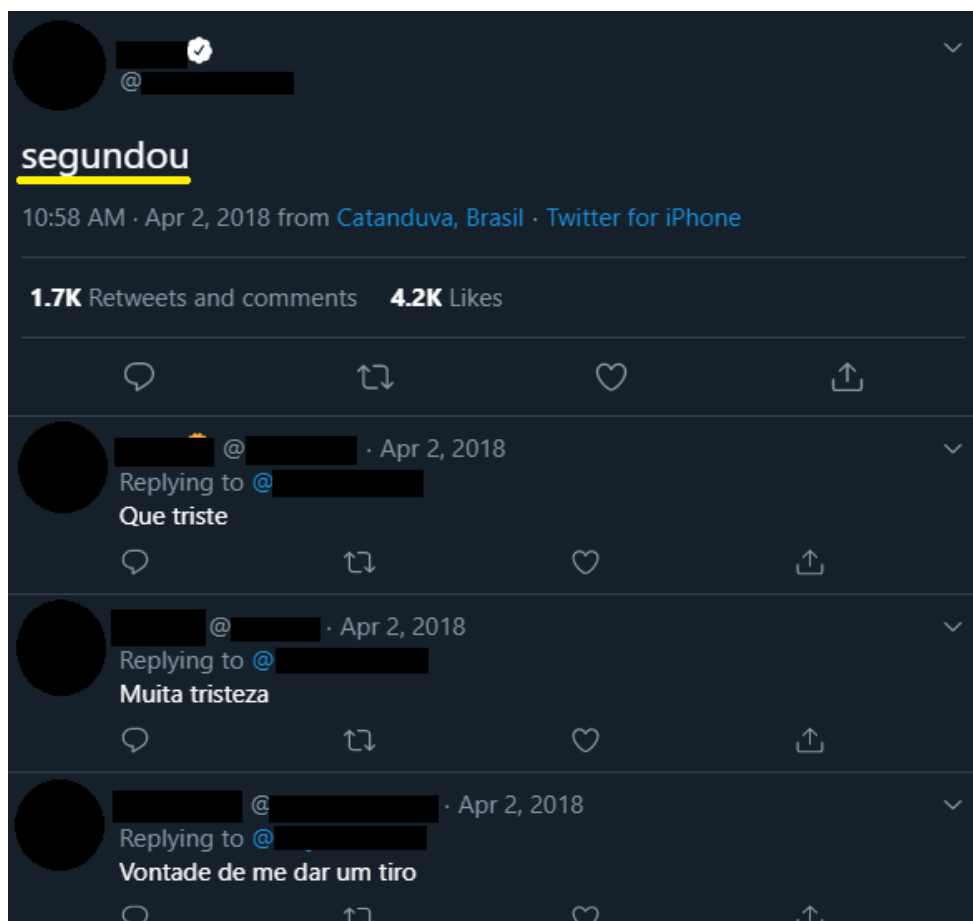 @
segundou
10:58 AM · Apr 2, 2018 from Catanduva, Brasil · Twitter for iPhone
1.7K Retweets and comments 4.2K Likes
@ · Apr 2, 2018
Replying to @
Que triste
@ · Apr 2, 2018
Replying to @
Muita tristeza
@ · Apr 2, 2018
Replying to @
Vontade de me dar um tiro